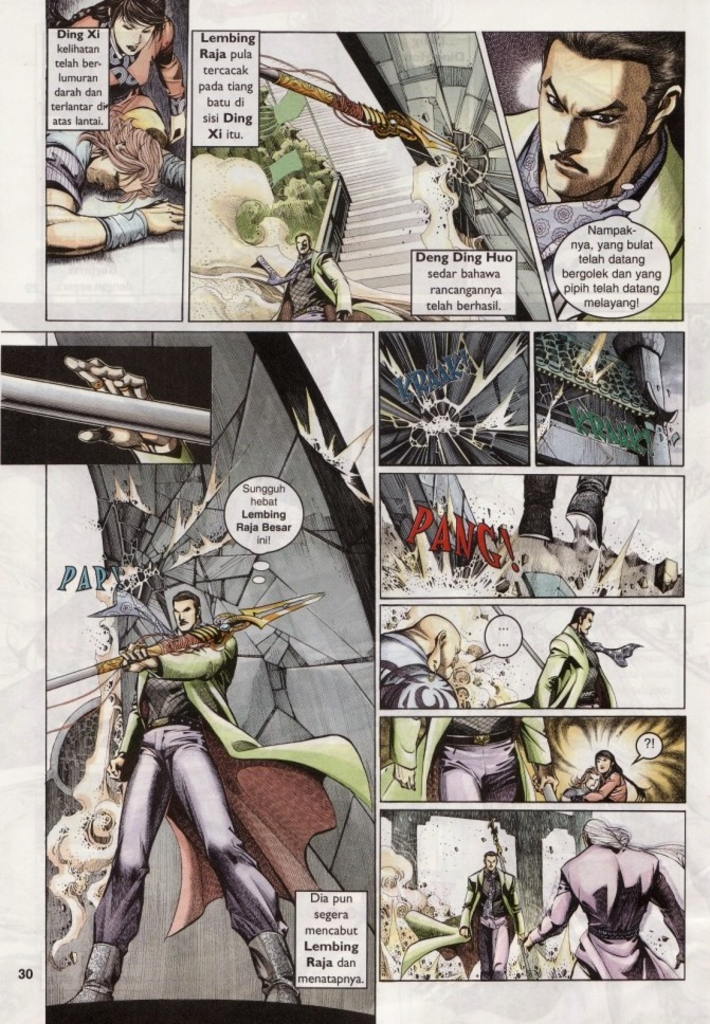 Ding Xi
kelihatan
telah ber-
lumuran
darah dan
terlantar di
atas lantai.
Lembing
Raja pula
tercacak
pada tiang
batu di
sisi Ding
Xi itu.
Deng Ding Huo
sedar bahawa
rancangannya
telah berhasil.
Nampak-
nya, yang bulat
telah datang
bergolek dan yang
pipih telah datang
melayang!
Sungguh
hebat
Lembing
Raja Besar
ini!
PAP!
Dia pun
segera
mencabut
Lembing
Raja dan
menatapnya.
KRAAK!
KRAAK!
PANG!
...
...
?!
30